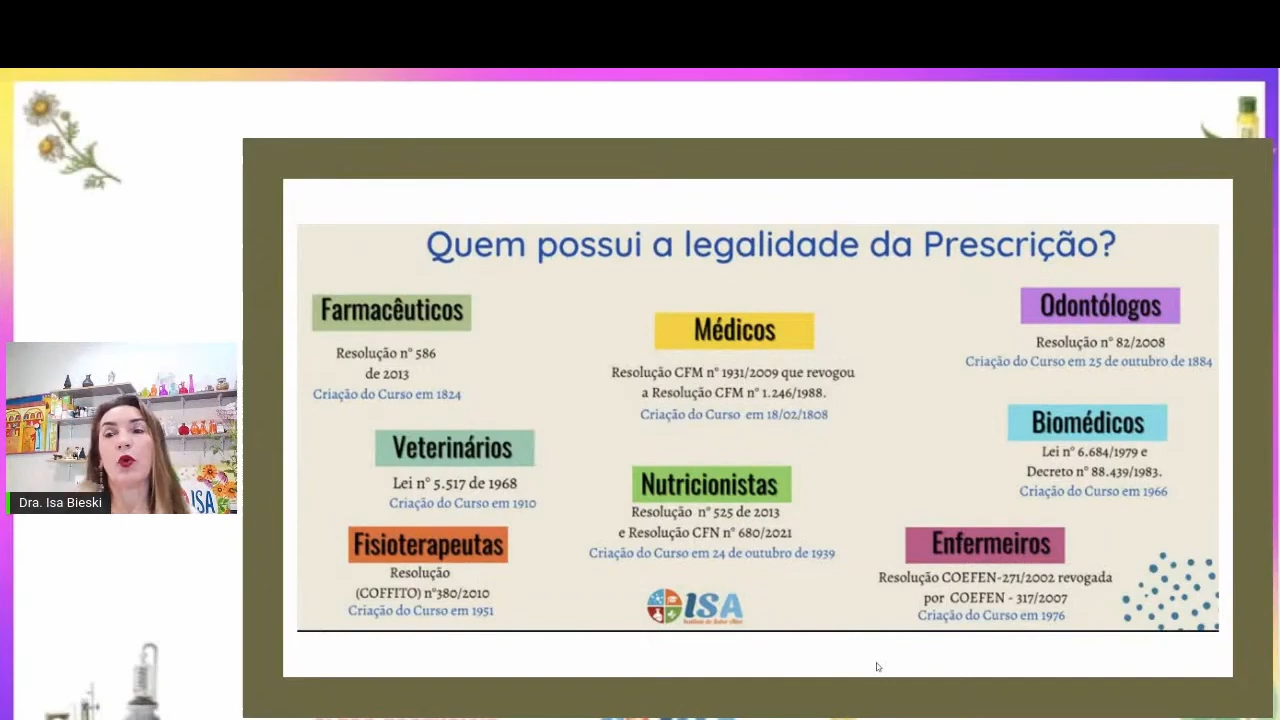 Quem possui a legalidade da Prescrição?
Farmacêuticos
Resolução nº 586
de 2013
Criação do Curso em 1824
Veterinários
Lei nº 5.517 de 1968
Criação do Curso em 1910
Fisioterapeutas
Resolução
(COFFITO) nº380/2010
Criação do Curso em 1951
Médicos
Resolução CFM nº 1931/2009 que revogou
a Resolução CFM nº 1.246/1988.
Criação do Curso em 18/02/1808
Nutricionistas
Resolução nº 525 de 2013
e Resolução CFN nº 680/2021
Criação do Curso em 24 de outubro de 1939
ISA
Odontólogos
Resolução nº 82/2008
Criação do Curso em 25 de outubro de 1884
Biomédicos
Lei nº 6.684/1979 e
Decreto nº 88.439/1983.
Criação do Curso em 1966
Enfermeiros
Resolução COEFEN-271/2002 revogada
por COEFEN - 317/2007
Criação do Curso em 1976
ISA
Dra. Isa Bieski